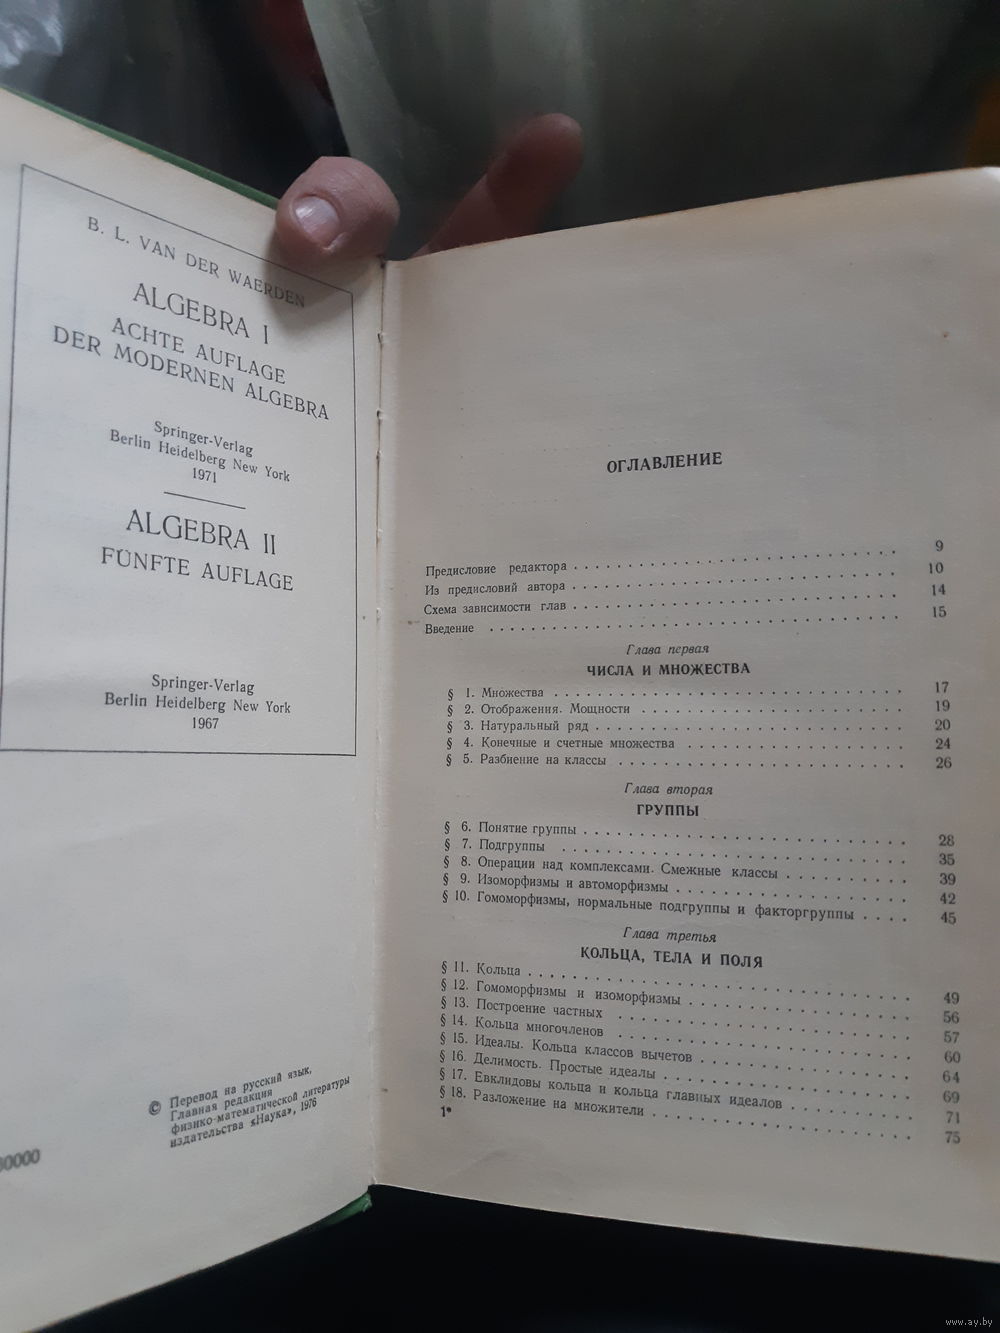 B. L. VAN DER WAERDEN
ALGEBRA I
ACHTE AUFLAGE
DER MODERNEN ALGEBRA
Springer-Verlag
Berlin Heidelberg New York
1971
ALGEBRA II
FÜNFTE AUFLAGE
Springer-Verlag
Berlin Heidelberg New York
1967
© Перевод на русский язык,
Главная редакция
физико-математической литературы
издательства «Наука», 1976
ОГЛАВЛЕНИЕ
Предисловие редактора . . . . . . . . . . . . . . . . . . . . 9
Из предисловий автора . . . . . . . . . . . . . . . . . . . . 10
Схема зависимости глав . . . . . . . . . . . . . . . . . . . . 14
Введение . . . . . . . . . . . . . . . . . . . . 15
Глава первая
ЧИСЛА И МНОЖЕСТВА
§ 1. Множества . . . . . . . . . . . . . . . . . . . . 17
§ 2. Отображения. Мощности . . . . . . . . . . . . . . . . 19
§ 3. Натуральный ряд . . . . . . . . . . . . . . . . . . 20
§ 4. Конечные и счетные множества . . . . . . . . . . . . . 24
§ 5. Разбиение на классы . . . . . . . . . . . . . . . . . 26
Глава вторая
ГРУППЫ
§ 6. Понятие группы . . . . . . . . . . . . . . . . . . . 28
§ 7. Подгруппы . . . . . . . . . . . . . . . . . . . . 35
§ 8. Операции над комплексами. Смежные классы . . . . . . . . 39
§ 9. Изоморфизмы и автоморфизмы . . . . . . . . . . . . . 42
§ 10. Гомоморфизмы, нормальные подгруппы и факторгруппы . . . . 45
Глава третья
КОЛЬЦА, ТЕЛА И ПОЛЯ
§ 11. Кольца . . . . . . . . . . . . . . . . . . . . 49
§ 12. Гомоморфизмы и изоморфизмы . . . . . . . . . . . . . 56
§ 13. Построение частных . . . . . . . . . . . . . . . . . 57
§ 14. Кольца многочленов . . . . . . . . . . . . . . . . . 60
§ 15. Идеалы. Кольца классов вычетов . . . . . . . . . . . . 64
§ 16. Делимость. Простые идеалы . . . . . . . . . . . . . . 69
§ 17. Евклидовы кольца и кольца главных идеалов . . . . . . . . 71
§ 18. Разложение на множители . . . . . . . . . . . . . . . 75
1*
www.ay.by